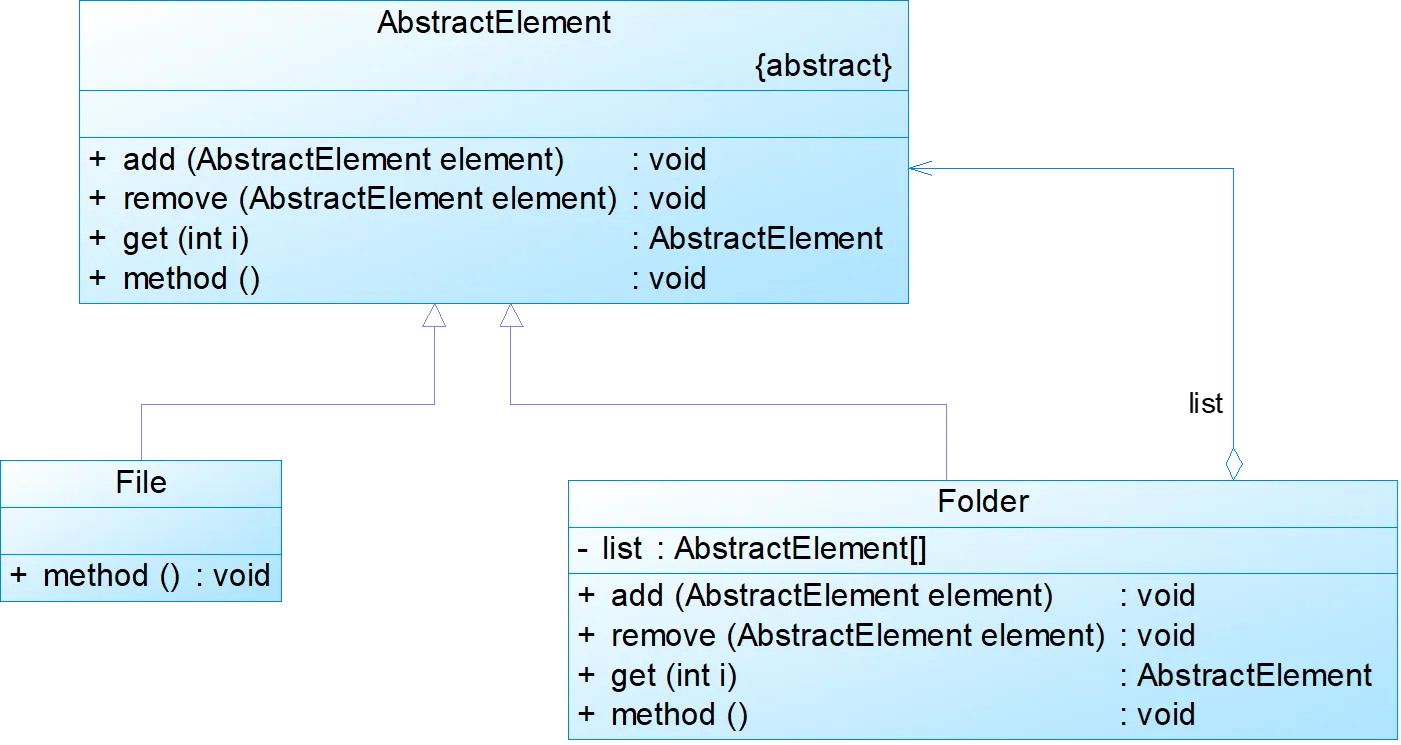 AbstractElement
{abstract}
+ add (AbstractElement element) : void
+ remove (AbstractElement element) : void
+ get (int i) : AbstractElement
+ method () : void
list
File
+ method () : void
Folder
- list : AbstractElement[]
+ add (AbstractElement element) : void
+ remove (AbstractElement element) : void
+ get (int i) : AbstractElement
+ method () : void